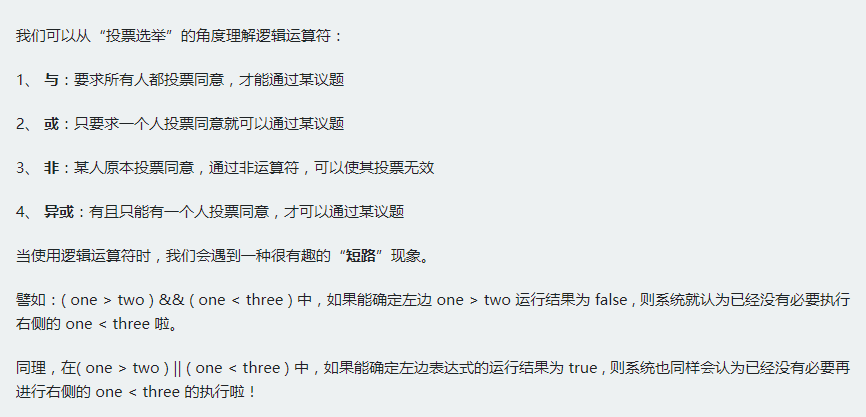 我们可以从“投票选举”的角度理解逻辑运算符：
1、 与：要求所有人都投票同意，才能通过某议题
2、 或：只要求一个人投票同意就可以通过某议题
3、 非：某人原本投票同意，通过非运算符，可以使其投票无效
4、 异或：有且只能有一个人投票同意，才可以通过某议题
当使用逻辑运算符时，我们会遇到一种很有趣的“短路”现象。
譬如：( one > two ) && ( one < three ) 中，如果能确定左边 one > two 运行结果为 false , 则系统就认为已经没有必要执行
右侧的 one < three 啦。
同理，在( one > two ) || ( one < three ) 中，如果能确定左边表达式的运行结果为 true , 则系统也同样会认为已经没有必要再
进行右侧的 one < three 的执行啦！